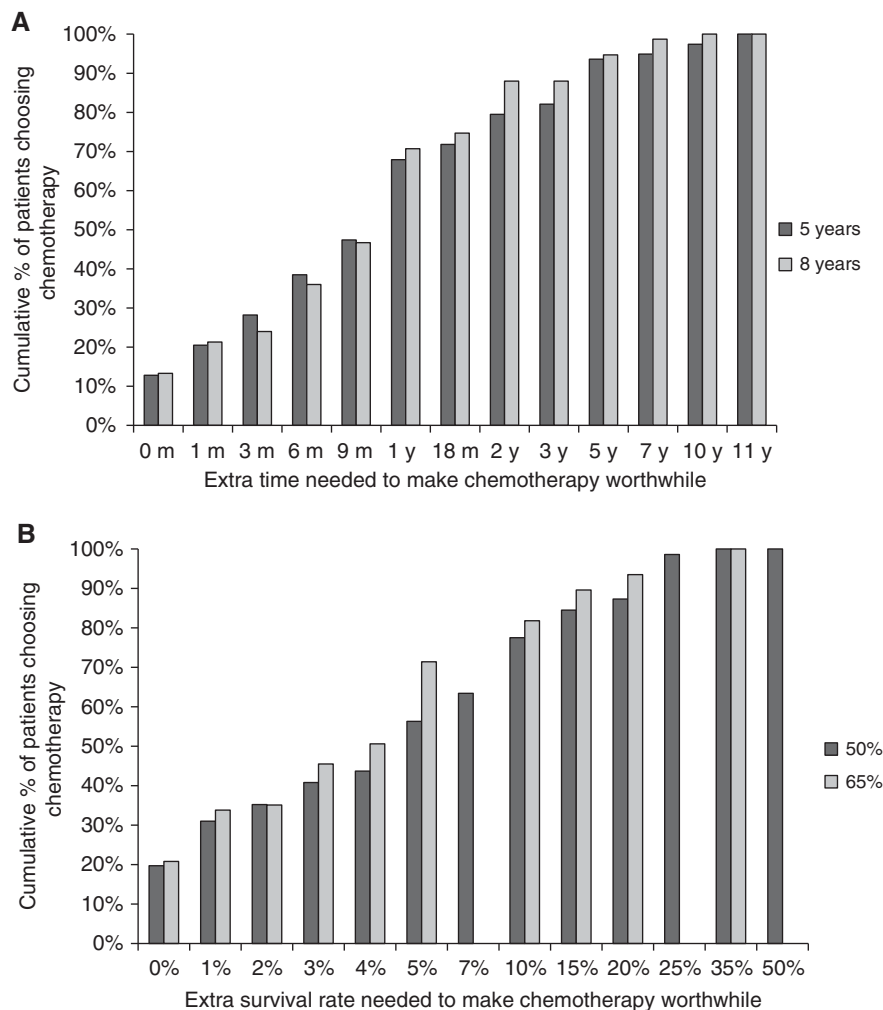 A
Cumulative % of patients choosing
chemotherapy
100%
90%
80%
70%
60%
50%
40%
30%
20%
10%
0%
0 m 1 m 3 m 6 m 9 m 1 y 18 m 2 y 3 y 5 y 7 y 10 y 11 y
Extra time needed to make chemotherapy worthwhile
5 years
8 years
B
Cumulative % of patients choosing
chemotherapy
100%
90%
80%
70%
60%
50%
40%
30%
20%
10%
0%
0% 1% 2% 3% 4% 5% 7% 10% 15% 20% 25% 35% 50%
Extra survival rate needed to make chemotherapy worthwhile
50%
65%